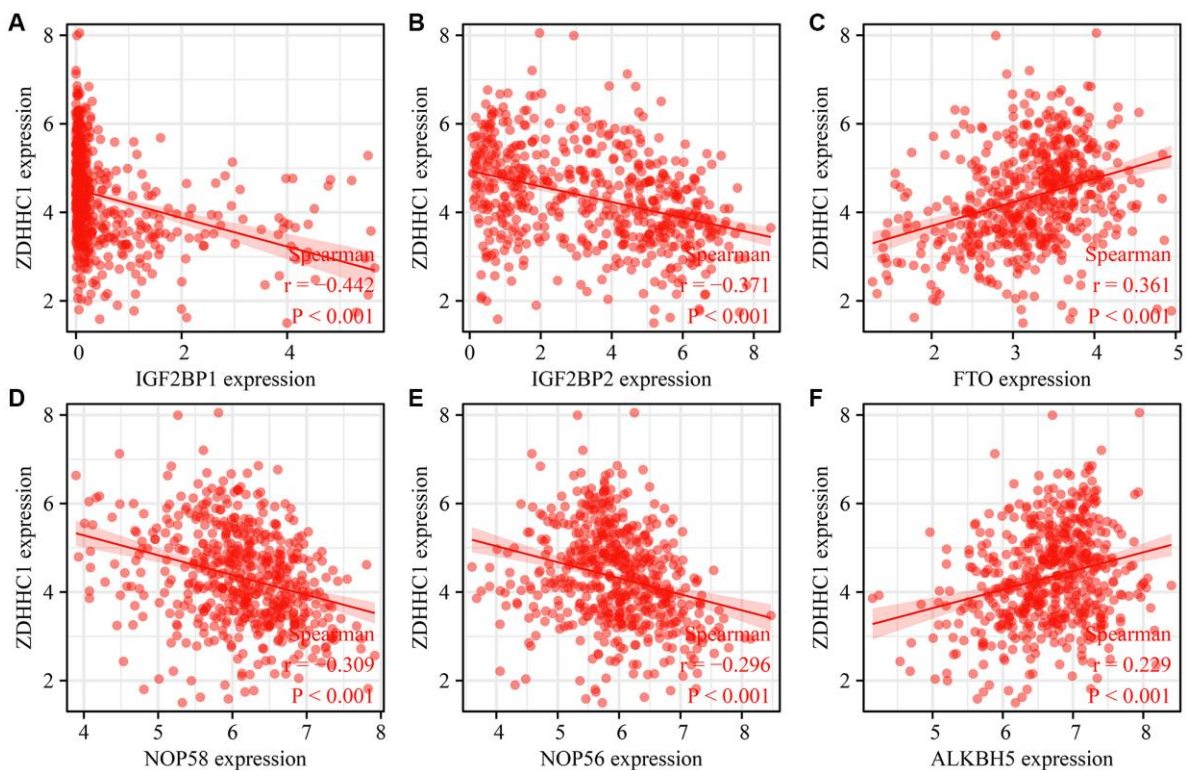 A
ZDHHC1 expression
8
6
4
2
Spearman
r = −0.442
P < 0.001
0 2 4
IGF2BP1 expression
B
ZDHHC1 expression
8
6
4
2
Spearman
r = −0.371
P < 0.001
0 2 4 6 8
IGF2BP2 expression
C
ZDHHC1 expression
8
6
4
2
Spearman
r = 0.361
P < 0.001
2 3 4 5
FTO expression
D
ZDHHC1 expression
8
6
4
2
Spearman
r = −0.309
P < 0.001
4 5 6 7 8
NOP58 expression
E
ZDHHC1 expression
8
6
4
2
Spearman
r = −0.296
P < 0.001
4 5 6 7 8
NOP56 expression
F
ZDHHC1 expression
8
6
4
2
Spearman
r = 0.229
P < 0.001
5 6 7 8
ALKBH5 expression